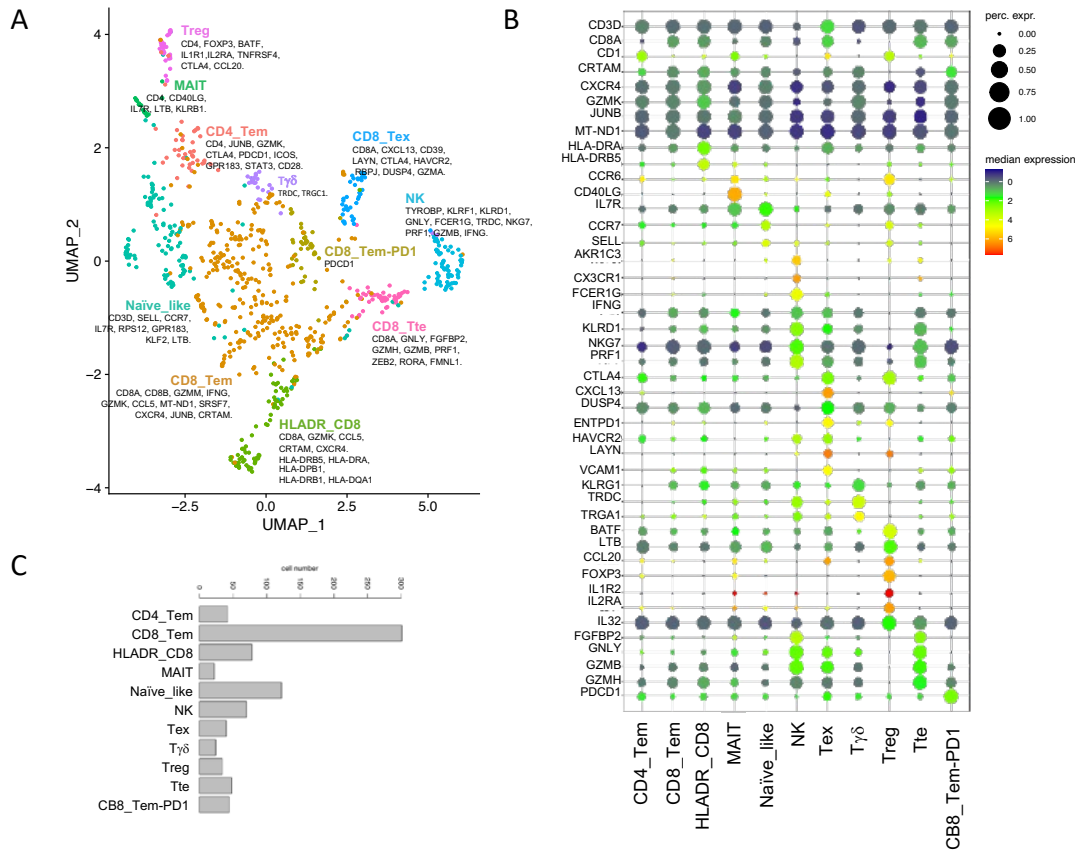 A
Treg
CD4, FOXP3, BATF,
IL1R1,IL2RA, TNFRSF4,
CTLA4, CCL20.
MAIT
CD4, CD40LG,
IL7R, LTB, KLRB1.
CD4_Tem
CD4, JUNB, GZMK,
CTLA4, PDCD1, ICOS,
GPR183, STAT3, CD28.
CD8_Tex
CD8A, CXCL13, CD39,
LAYN, CTLA4, HAVCR2,
RBPJ, DUSP4, GZMA.
Tγδ
TRDC, TRGC1.
NK
TYROBP, KLRF1, KLRD1,
GNLY, FCER1G, TRDC, NKG7,
PRF1, GZMB, IFNG.
CD8_Tem-PD1
PDCD1
Naïve_like
CD3D, SELL, CCR7,
IL7R, RPS12, GPR183,
KLF2, LTB.
CD8_Tte
CD8A, GNLY, FGFBP2,
GZMH, GZMB, PRF1,
ZEB2, RORA, FMNL1.
CD8_Tem
CD8A, CD8B, GZMM, IFNG,
GZMK, CCL5, MT-ND1, SRSF7,
CXCR4, JUNB, CRTAM.
HLADR_CD8
CD8A, GZMK, CCL5,
CRTAM, CXCR4.
HLA-DRB5, HLA-DRA,
HLA-DPB1,
HLA-DRB1, HLA-DQA1
4
2
0
−2
−4
UMAP_2
−2.5
0.0
2.5
5.0
UMAP_1
B
CD3D
CD8A
CD1
CRTAM
CXCR4
GZMK
JUNB
MT-ND1
HLA-DRA
HLA-DRB5
CCR6
CD40LG
IL7R
CCR7
SELL
AKR1C3
CX3CR1
FCER1G
IFNG
KLRD1
NKG7
PRF1
CTLA4
CXCL13
DUSP4
ENTPD1
HAVCR2
LAYN
VCAM1
KLRG1
TRDC
TRGA1
BATF
LTB
CCL20
FOXP3
IL1R2
IL2RA
IL32
FGFBP2
GNLY
GZMB
GZMH
PDCD1
CD4_Tem
CD8_Tem
HLADR_CD8
MAIT
Naïve_like
NK
Tex
Tγδ
Treg
Tte
CB8_Tem-PD1
perc. expr.
0.00
0.25
0.50
0.75
1.00
median expression
0
2
4
6
C
cell number
0
50
100
150
200
250
300
CD4_Tem
CD8_Tem
HLADR_CD8
MAIT
Naïve_like
NK
Tex
Tγδ
Treg
Tte
CB8_Tem-PD1